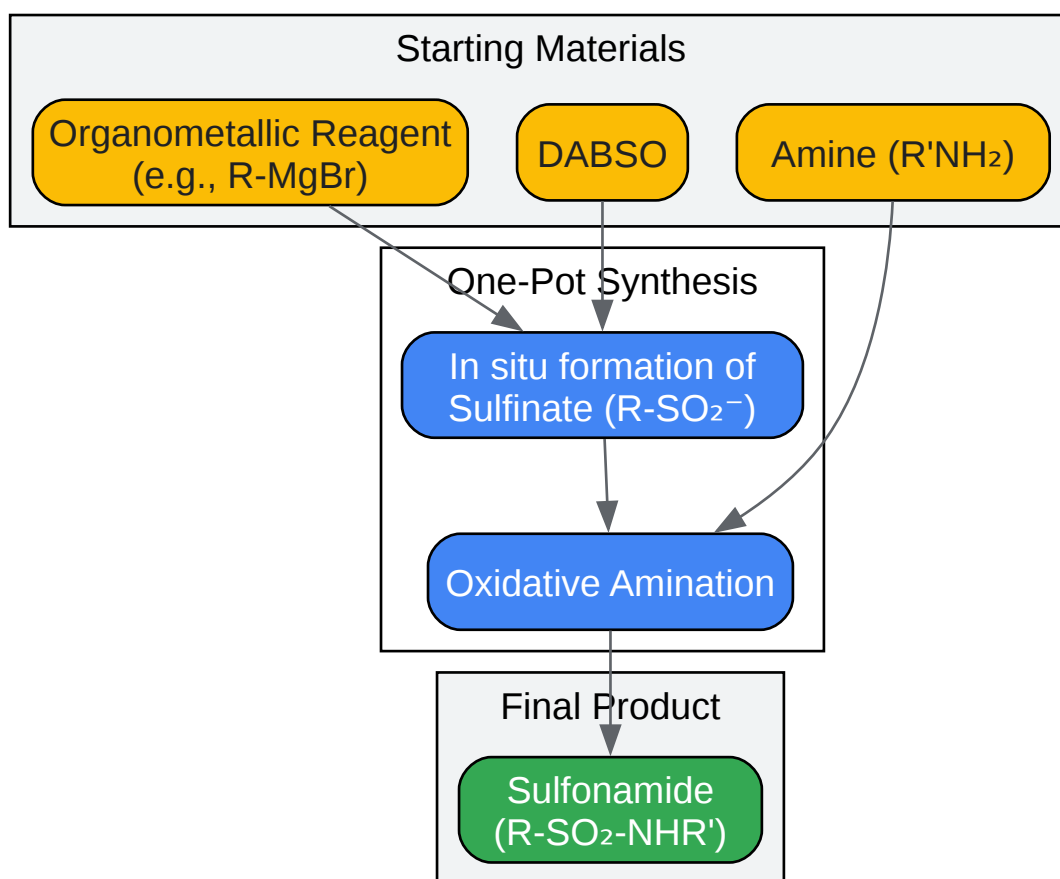 Starting Materials
Organometallic Reagent
(e.g., R-MgBr)
DABSO
Amine (R'NH₂)
One-Pot Synthesis
In situ formation of
Sulfinate (R-SO₂⁻)
Oxidative Amination
Final Product
Sulfonamide
(R-SO₂-NHR')